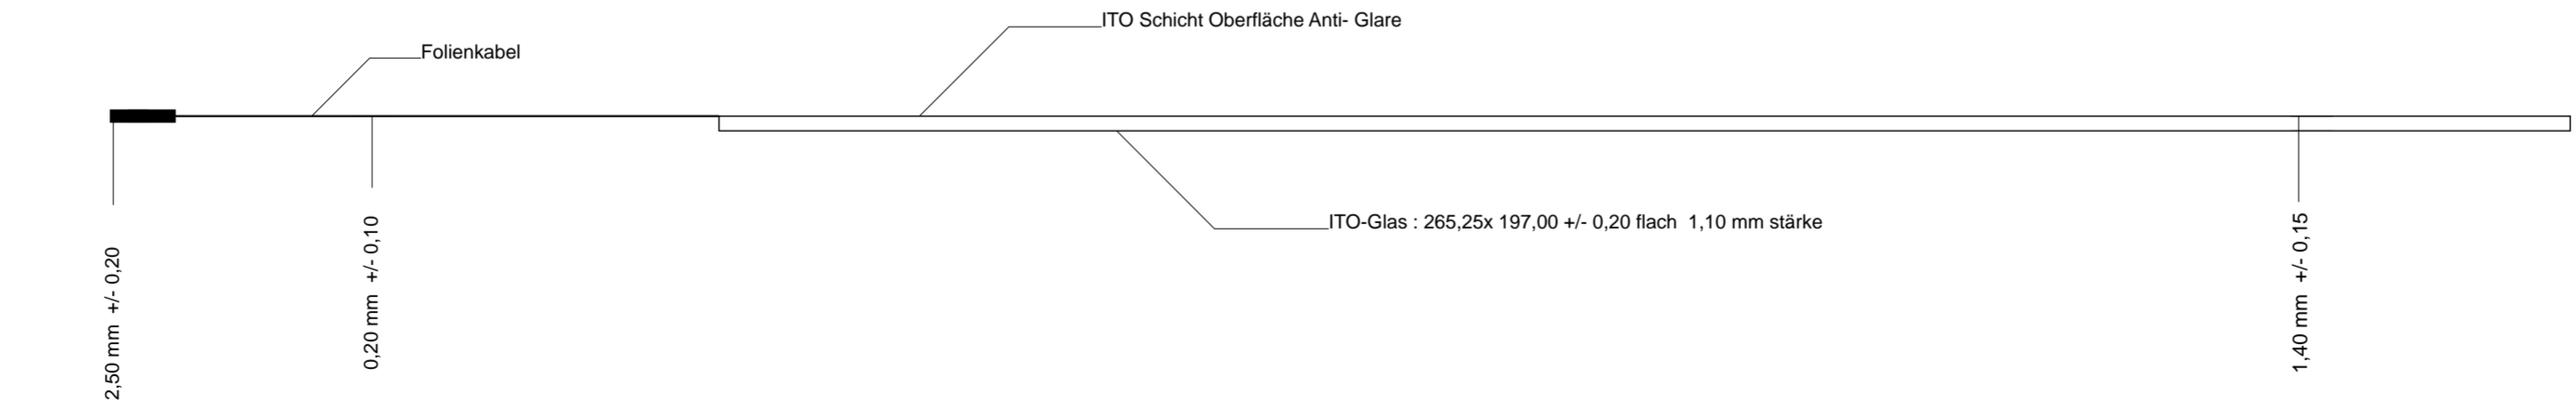 ITO Schicht Oberfläche Anti- Glare
Folienkabel
ITO-Glas : 265,25x 197,00 +/- 0,20 flach  1,10 mm stärke
2,50 mm  +/- 0,20
0,20 mm  +/- 0,10
1,40 mm  +/- 0,15